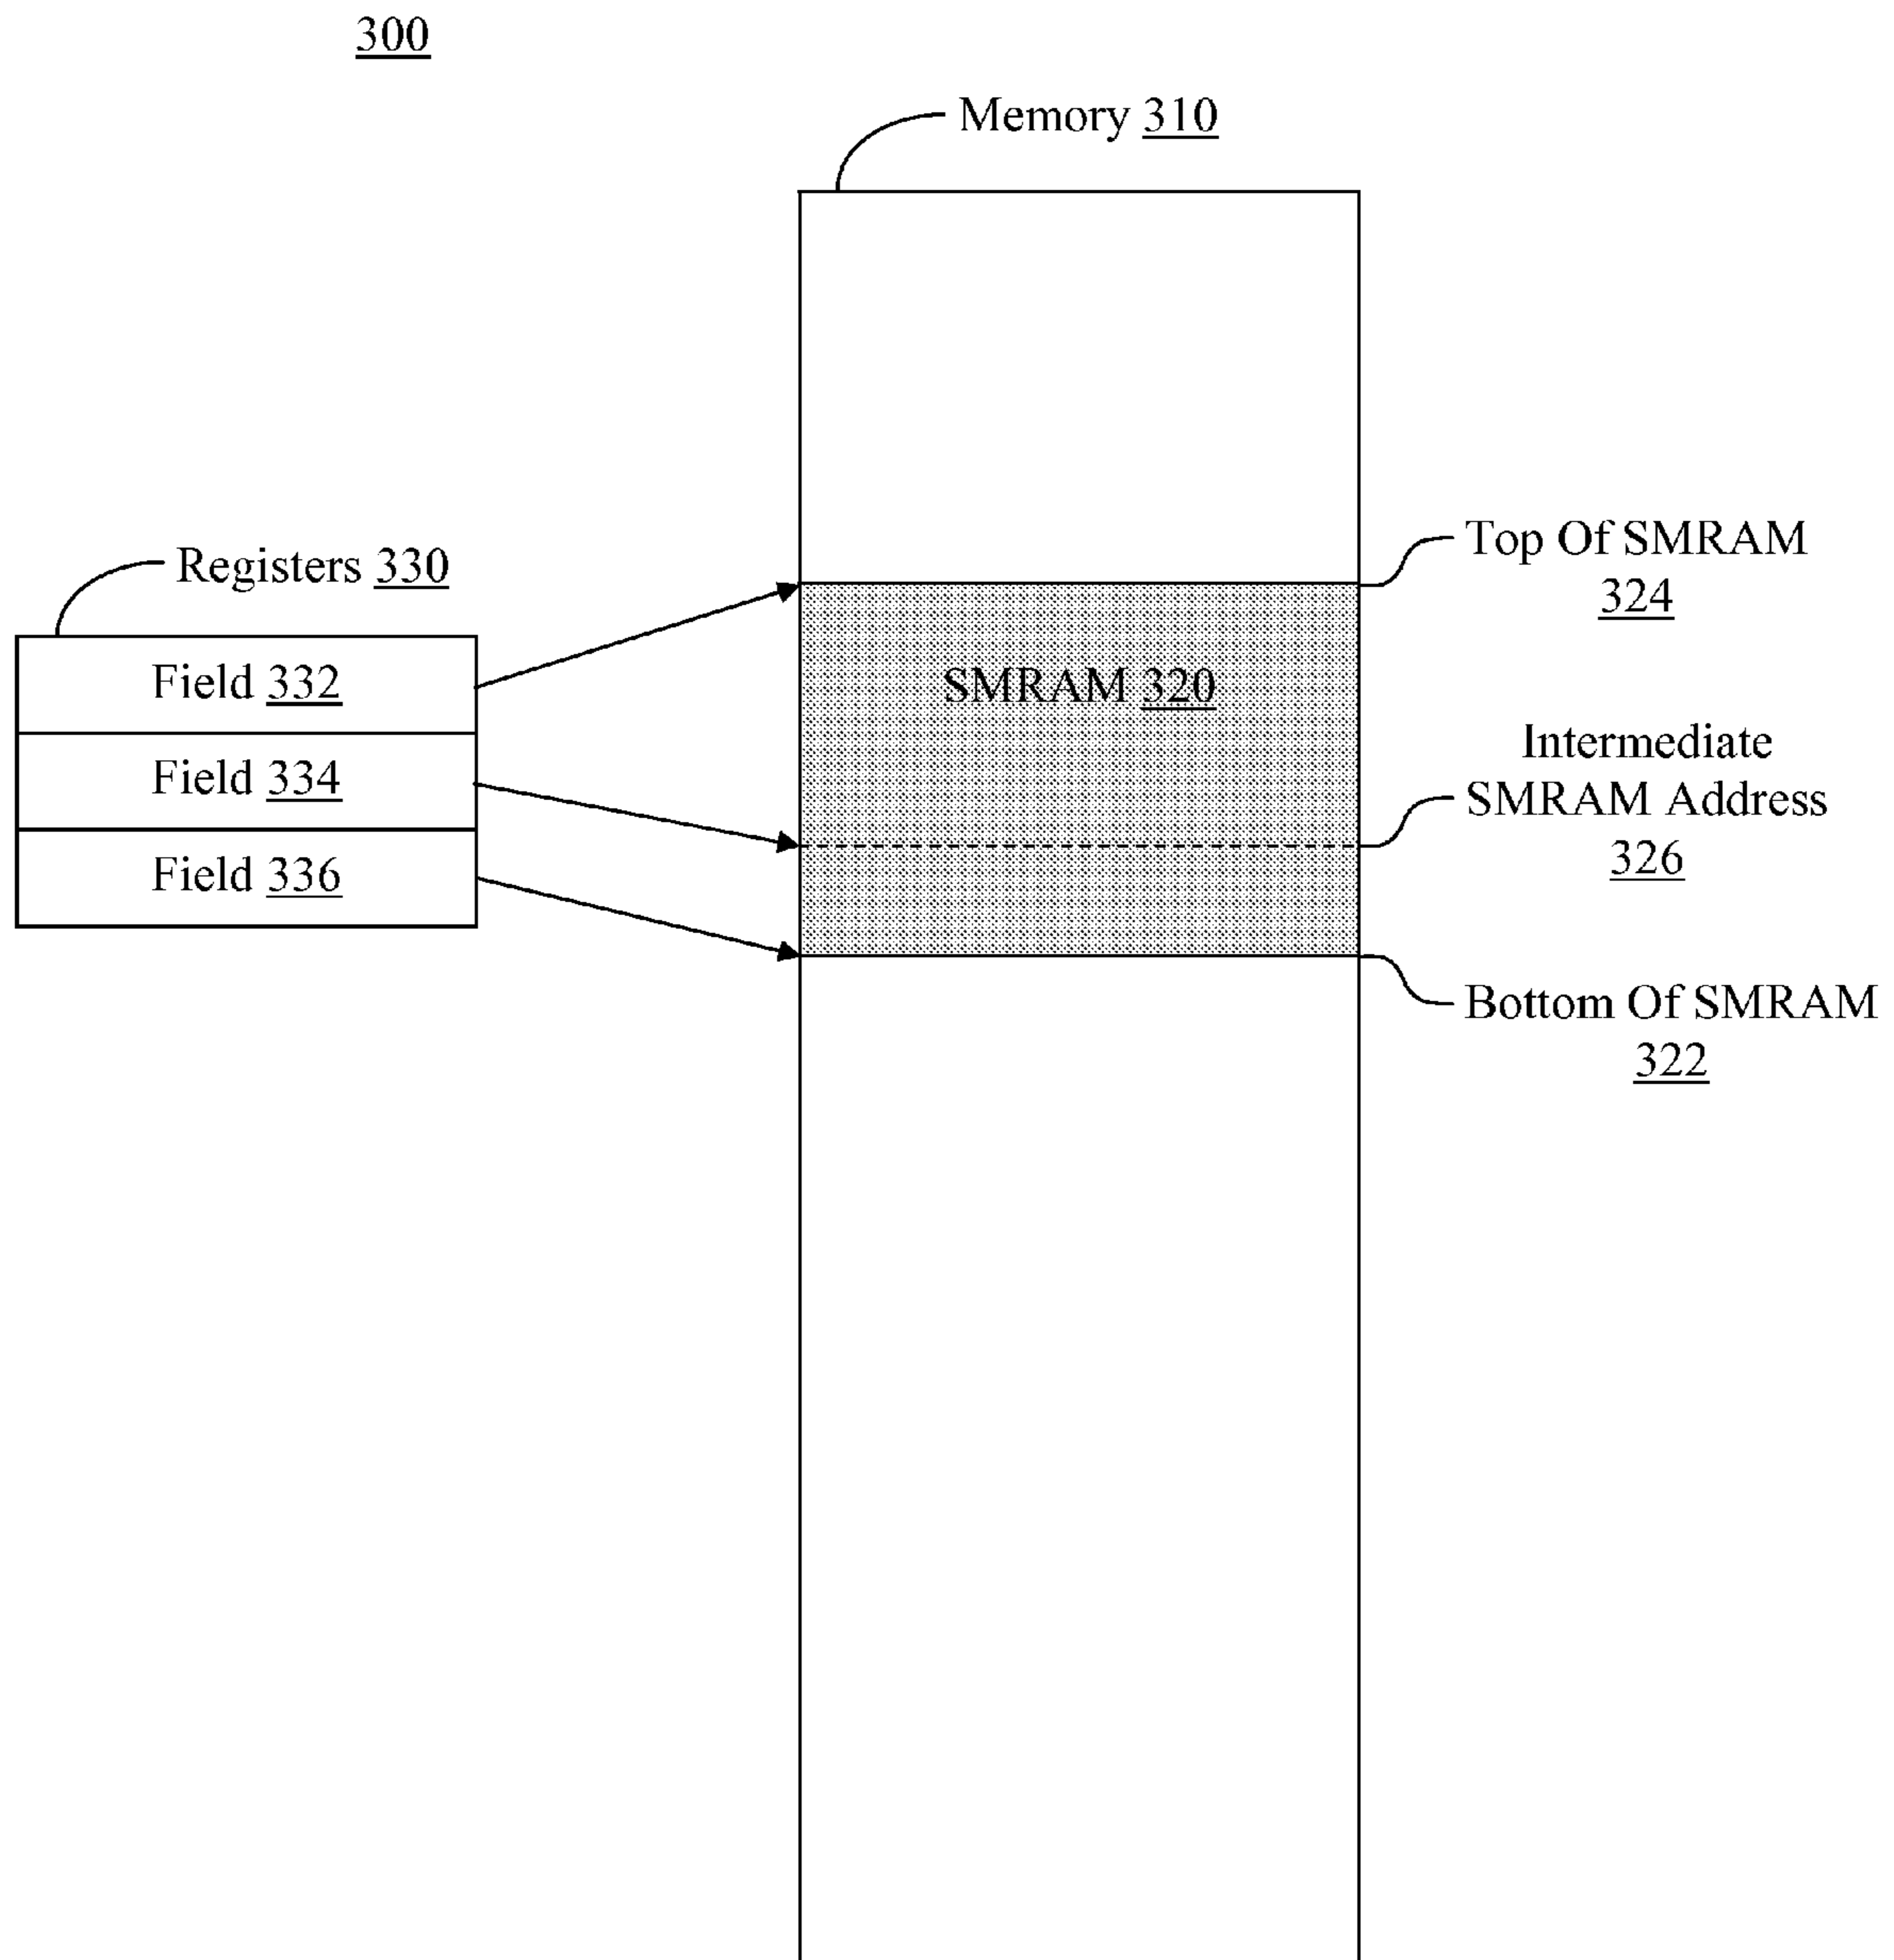 300
Memory 310
Top Of SMRAM
324
Registers 330
Field 332
Field 334
Field 336
SMRAM 320
Intermediate
SMRAM Address
326
Bottom Of SMRAM
322